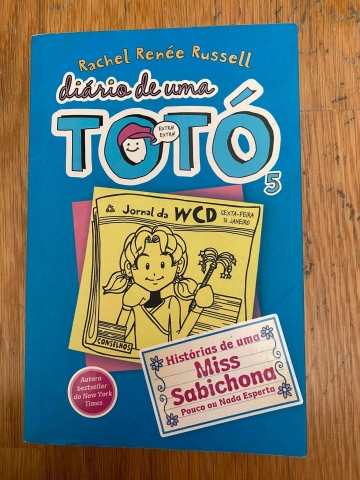 Rachel Renée Russell
diário de uma
TOTÓ
EXTRA!
EXTRA!
5
Jornal da WCD
SEXTA-FEIRA
14 JANEIRO
CONSELHOS
Histórias de uma
Miss
Sabichona
Pouco ou Nada Esperta
Autora
bestseller
do New York
Times